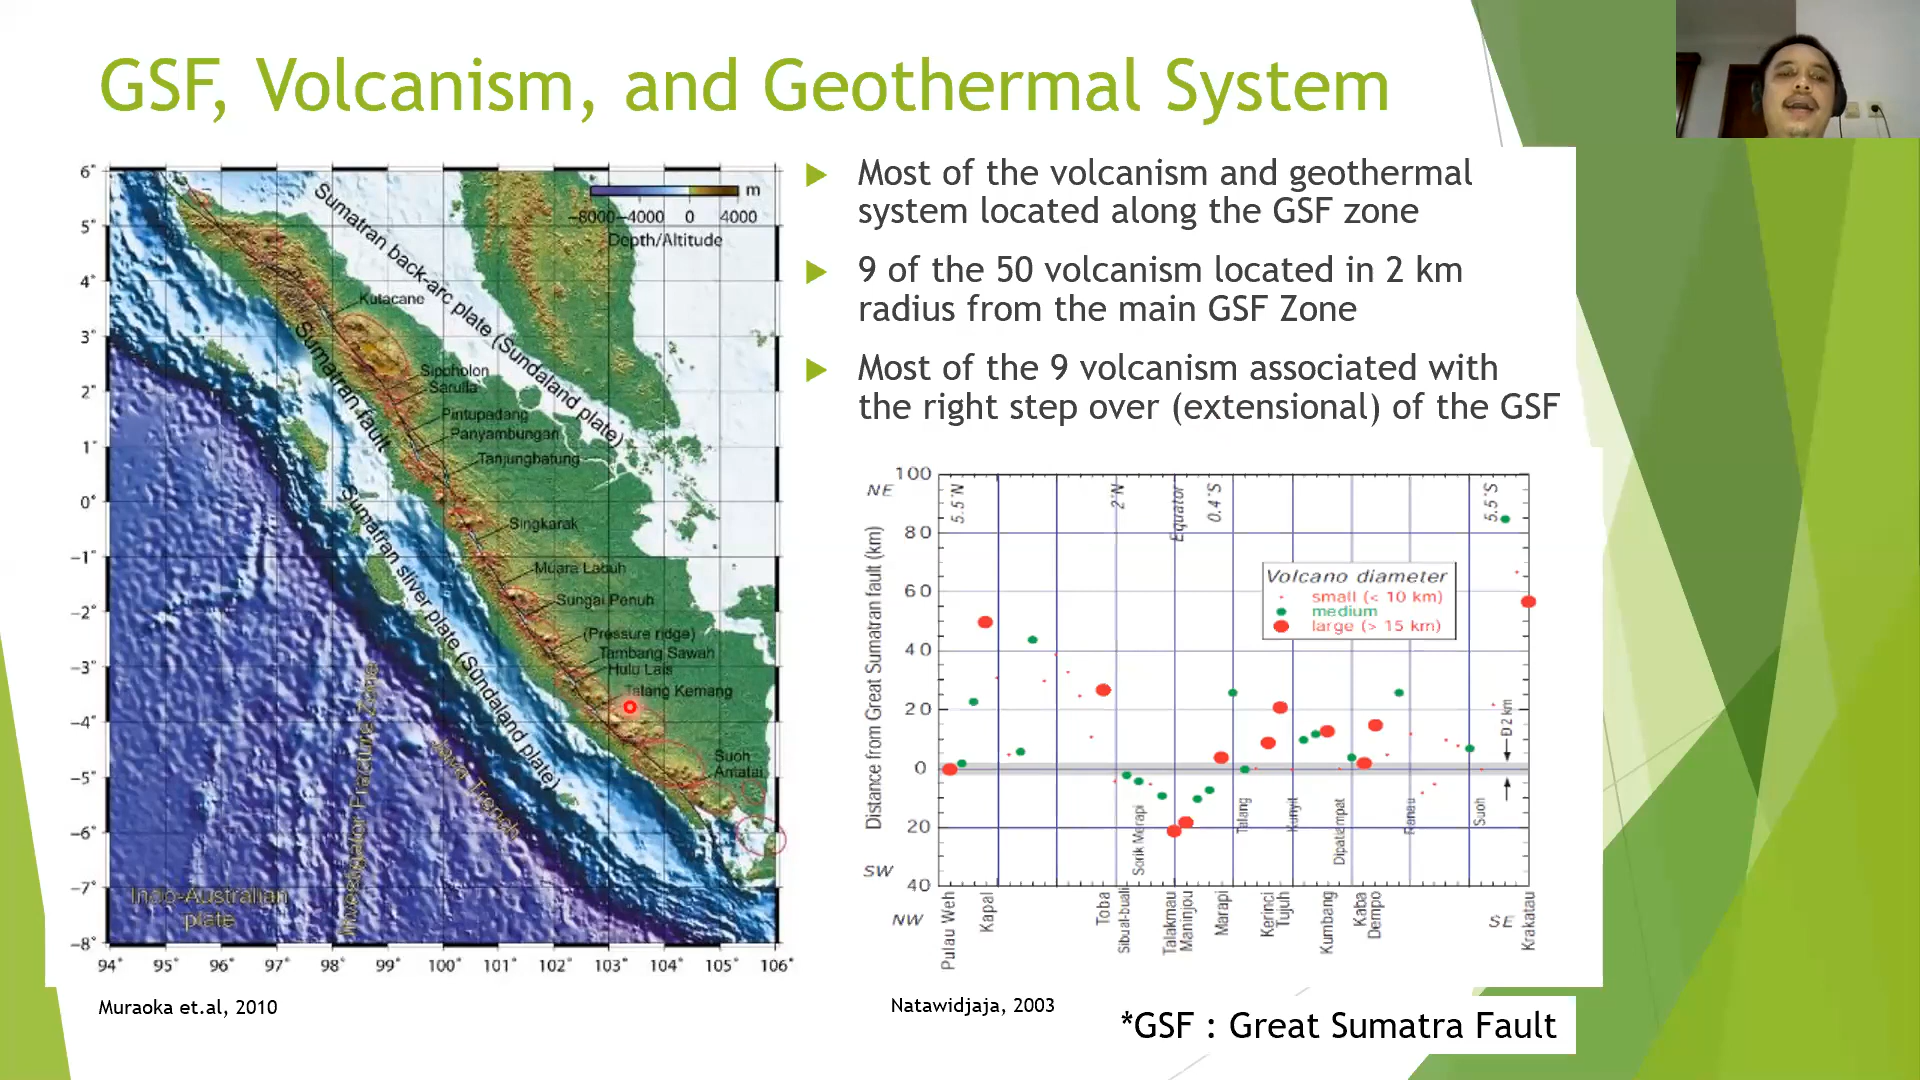 GSF, Volcanism, and Geothermal System
6°
5°
4°
3°
2°
1°
0°
−1°
−2°
−3°
−4°
−5°
−6°
−7°
−8°
94°
96°
97°
98°
99°
100°
101°
102°
103°
104°
105°
106°
m
−8000
−4000
0
4000
Depth/Altitude
Sumatran back-arc plate (Sundaland plate)
Sumatran fault
Sumatran sliver plate (Sundaland plate)
Investigator Fracture Zone
Java Trench
Indo-Australian
plate
Kutacane
Sippholon
Sarulla
Pintupadang
Panyambungan
Tanjungbatung
Singkarak
Muara Labuh
Sungai Penuh
(Pressure ridge)
Tambang Sawah
Hulu Lais
Talang Kemang
Suoh
Antatai
Muraoka et.al, 2010
Most of the volcanism and geothermal
system located along the GSF zone
9 of the 50 volcanism located in 2 km
radius from the main GSF Zone
Most of the 9 volcanism associated with
the right step over (extensional) of the GSF
100
80
60
40
20
0
20
40
NE
SW
NW
SE
Distance from Great Sumatran fault (km)
5.5°N
2°N
Equator
0.4°S
5.5°S
Volcano diameter
small (< 10 km)
medium
large (> 15 km)
D 2 km
Sorik Merapi
Talang
Kunyit
Dipatiempat
Ranau
Suoh
Pulau Weh
Kapal
Toba
Sibual-buali
Talakmau
Maninjou
Marapi
Kerinci
Tujuh
Kumbang
Kaba
Dempo
Krakatau
Natawidjaja, 2003
*GSF : Great Sumatra Fault